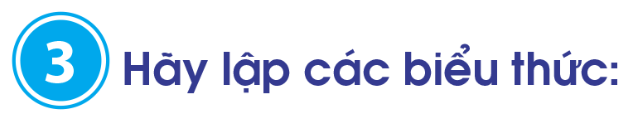 3 Hãy lập các biểu thức: